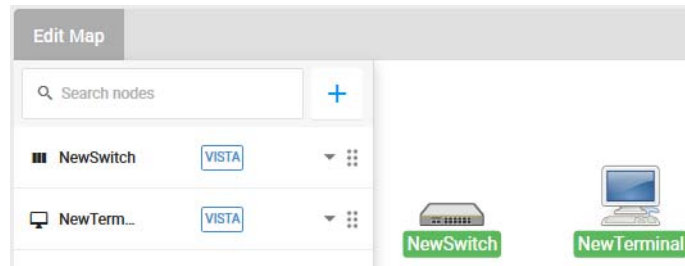 Edit Map
Search nodes
NewSwitch VISTA
NewTerm... VISTA
NewSwitch NewTerminal